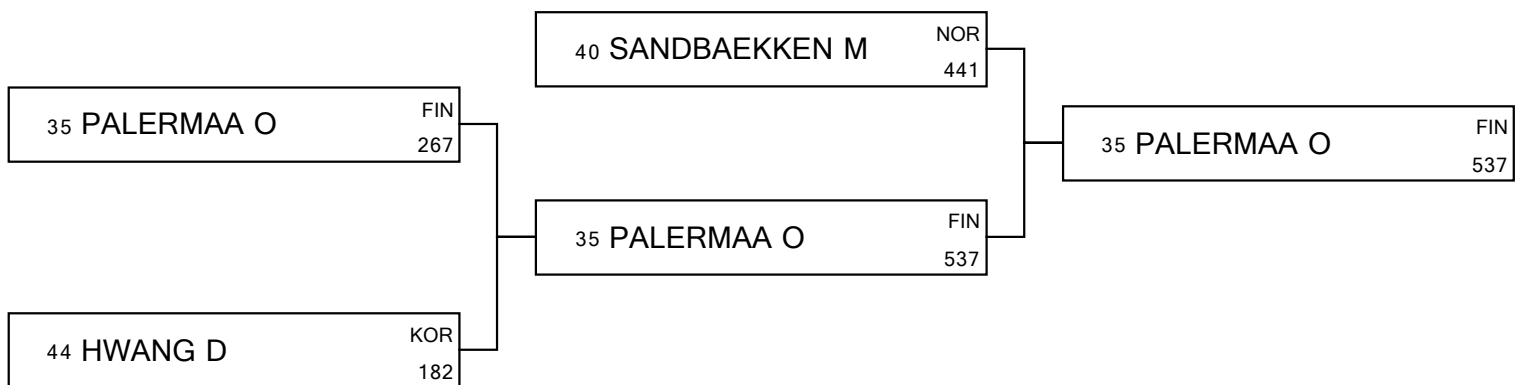 35 PALERMAA O FIN
267
44 HWANG D KOR
182
40 SANDBAEKKEN M NOR
441
35 PALERMAA O FIN
537
35 PALERMAA O FIN
537